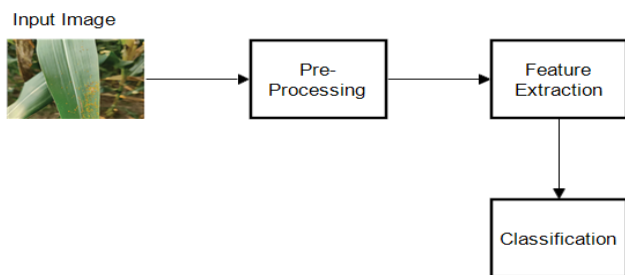 Input Image
Pre-
Processing
Feature
Extraction
Classification